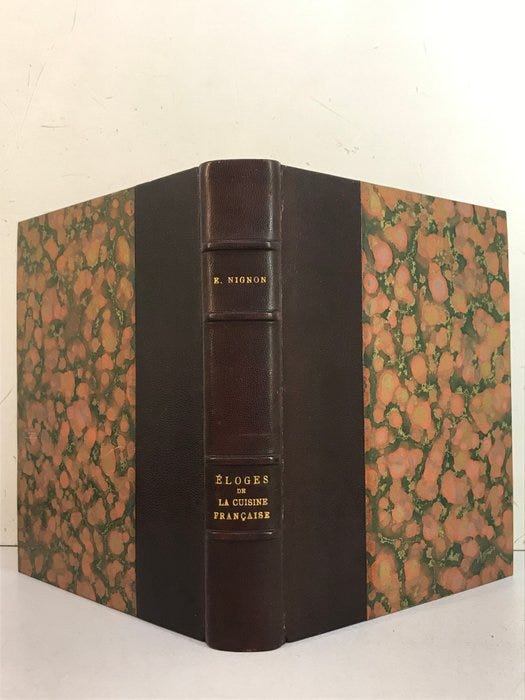 E. NIGNON
ÉLOGES
DE
LA CUISINE
FRANÇAISE